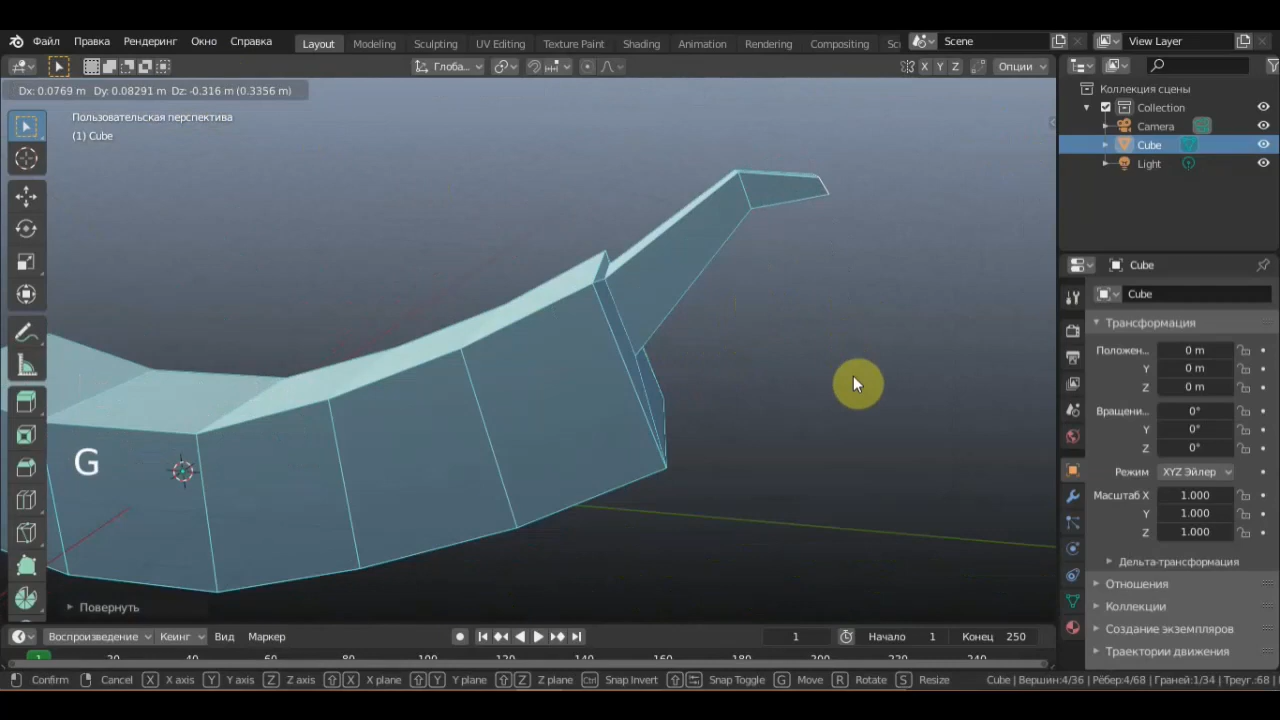 Файл Правка Рендеринг Окно Справка Layout Modeling Sculpting UV Editing Texture Paint Shading Animation Rendering Compositing Sc Scene View Layer
Глоба... X Y Z Опции
Dx: 0.0769 m Dy: 0.08291 m Dz: -0.316 m (0.3356 m)
Коллекция сцены
Collection
Camera
Cube
Light
Пользовательская перспектива
(1) Cube
G
Повернуть
Cube
Cube
Трансформация
Положен... 0 m
Y 0 m
Z 0 m
Вращени... 0°
Y 0°
Z 0°
Режим XYZ Эйлер
Масштаб X 1.000
Y 1.000
Z 1.000
Дельта-трансформация
Отношения
Коллекции
Создание экземпляров
Траектории движения
Воспроизведение Кеинг Вид Маркер 1 Начало 1 Конец 250
1 20 40 60 80 100 120 140 160 180 200 220 240
Confirm Cancel X X axis Y Y axis Z Z axis X X plane Y Y plane Z Z plane Ctrl Snap Invert Snap Toggle G Move R Rotate S Resize Cube | Вершин:4/36 | Рёбер:4/68 | Граней:1/34 | Треуг.:68 |